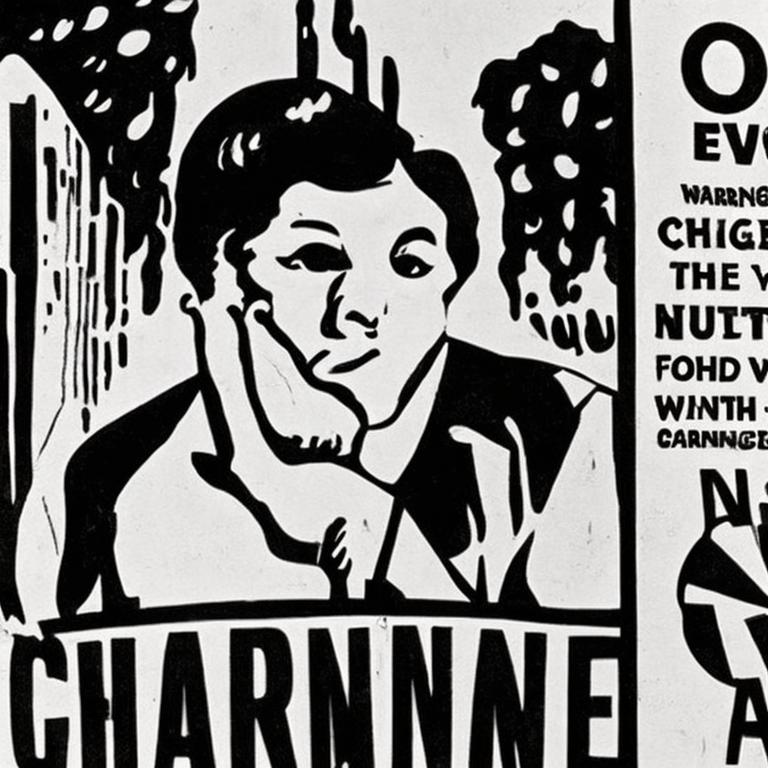 CHARNNNE
O
EV
WARRNG
CHIGE
THE Y
NUTT
FOHD V
WINTH
CARNNGE
N
A